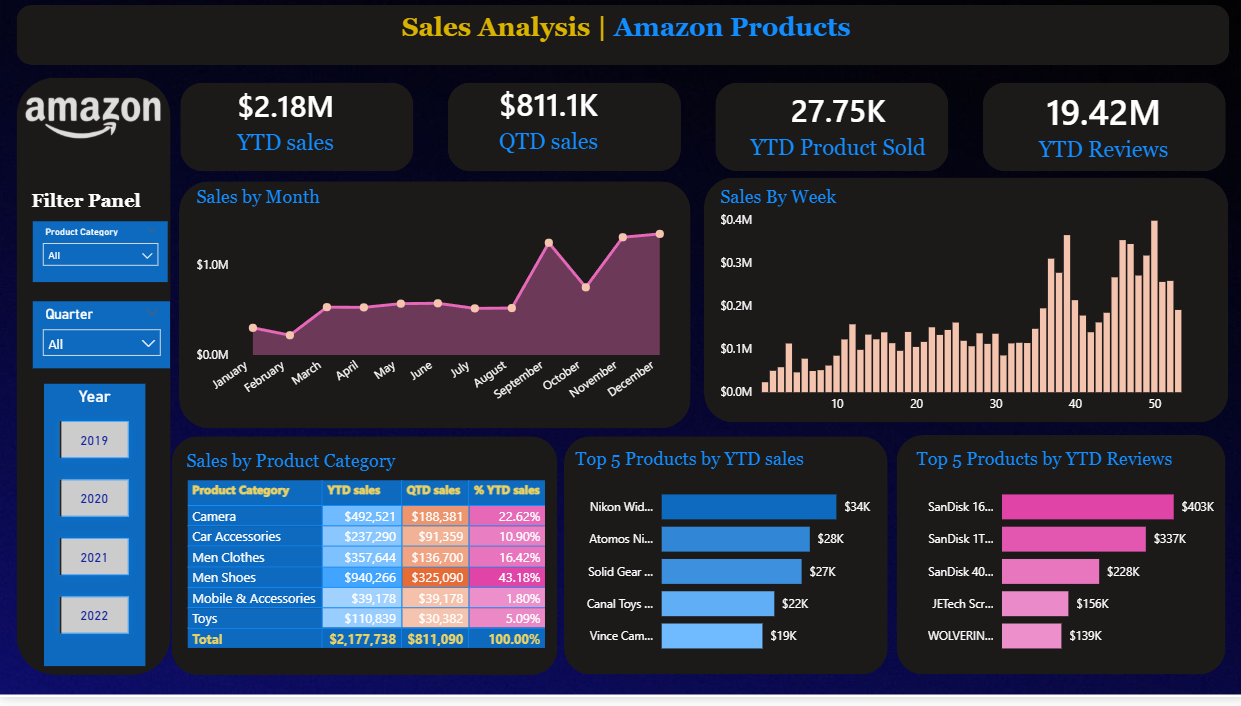 Sales Analysis | Amazon Products
amazon
$2.18M
YTD sales
$811.1K
QTD sales
27.75K
YTD Product Sold
19.42M
YTD Reviews
Filter Panel
Product Category
All
Quarter
All
Year
2019
2020
2021
2022
Sales by Month
$1.0M
$0.0M
January February March April May June July August September October November December
Sales By Week
$0.4M
$0.3M
$0.2M
$0.1M
$0.0M
10 20 30 40 50
Sales by Product Category
Product Category YTD sales QTD sales % YTD sales
Camera $492,521 $188,381 22.62%
Car Accessories $237,290 $91,359 10.90%
Men Clothes $357,644 $136,700 16.42%
Men Shoes $940,266 $325,090 43.18%
Mobile & Accessories $39,178 $39,178 1.80%
Toys $110,839 $30,382 5.09%
Total $2,177,738 $811,090 100.00%
Top 5 Products by YTD sales
Nikon Wid... $34K
Atomos Ni... $28K
Solid Gear ... $27K
Canal Toys ... $22K
Vince Cam... $19K
Top 5 Products by YTD Reviews
SanDisk 16... $403K
SanDisk 1T... $337K
SanDisk 40... $228K
JETech Scr... $156K
WOLVERIN... $139K